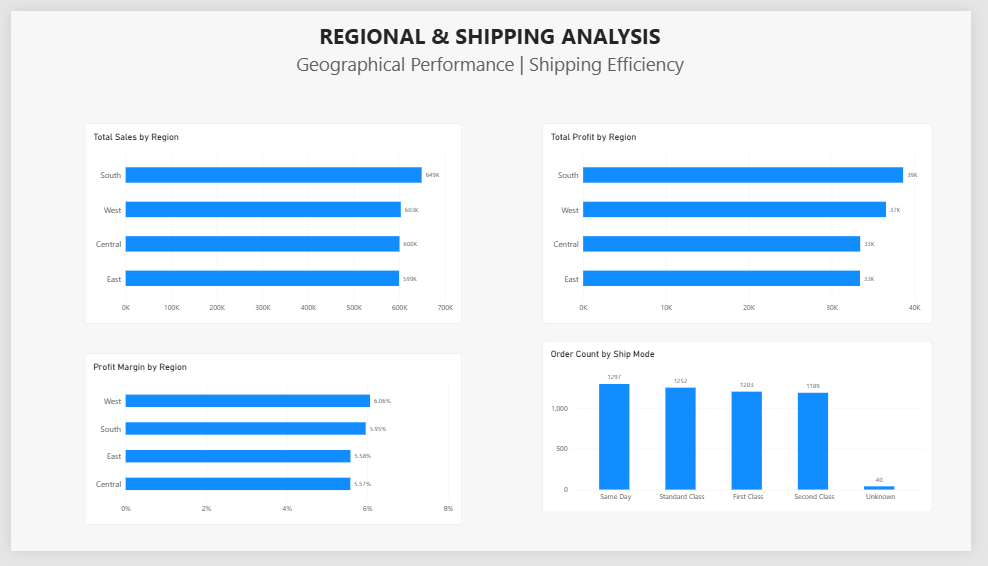 REGIONAL & SHIPPING ANALYSIS
Geographical Performance | Shipping Efficiency
Total Sales by Region
South 649K
West 603K
Central 600K
East 599K
0K 100K 200K 300K 400K 500K 600K 700K
Total Profit by Region
South 39K
West 37K
Central 33K
East 33K
0K 10K 20K 30K 40K
Profit Margin by Region
West 6.06%
South 5.95%
East 5.58%
Central 5.57%
0% 2% 4% 6% 8%
Order Count by Ship Mode
1297 1252 1203 1189 40
1,000
500
0
Same Day Standard Class First Class Second Class Unknown